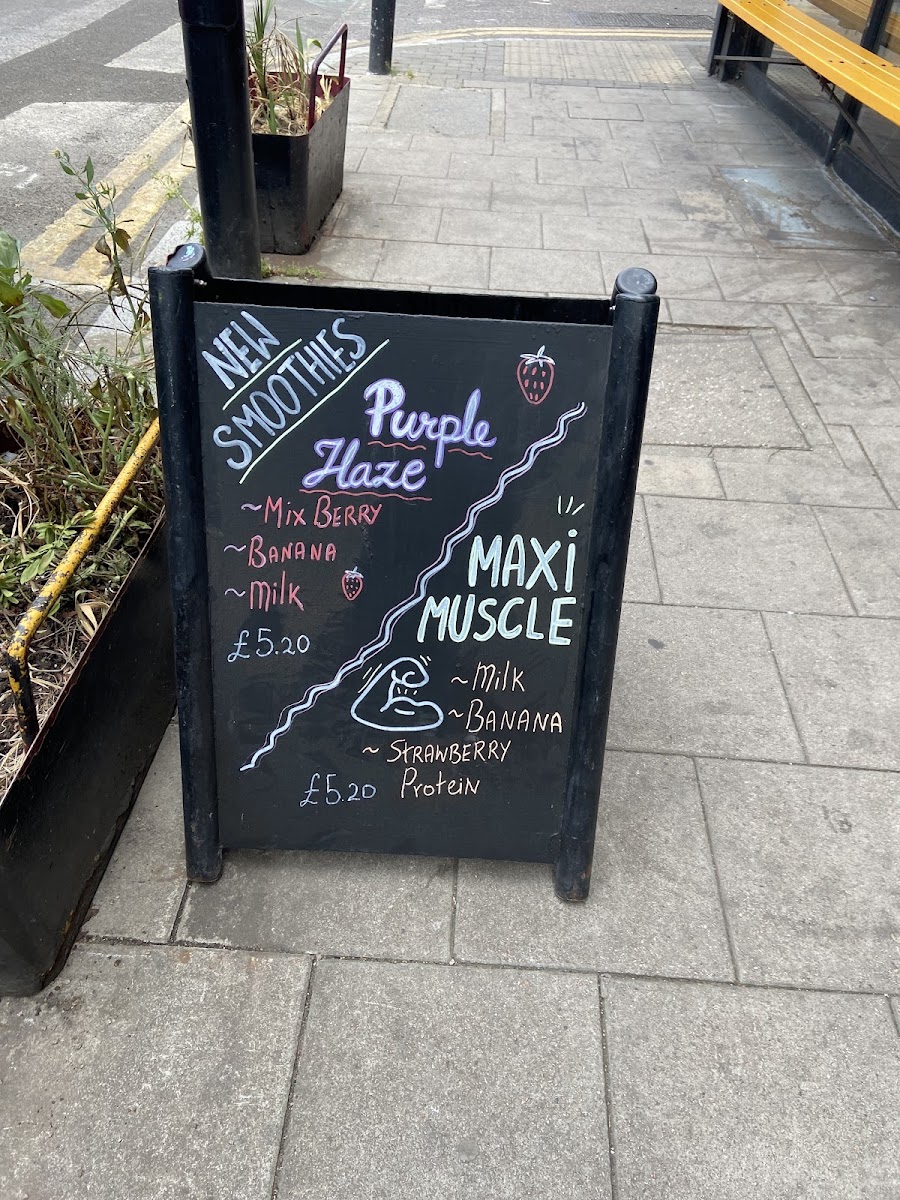 NEW
SMOOTHIES
Purple
Haze
~Mix BERRY
~BANANA
~Milk
£5.20
MAXi
MUSCLE
~Milk
~BANANA
~STRAWBERRY
Protein
£5.20